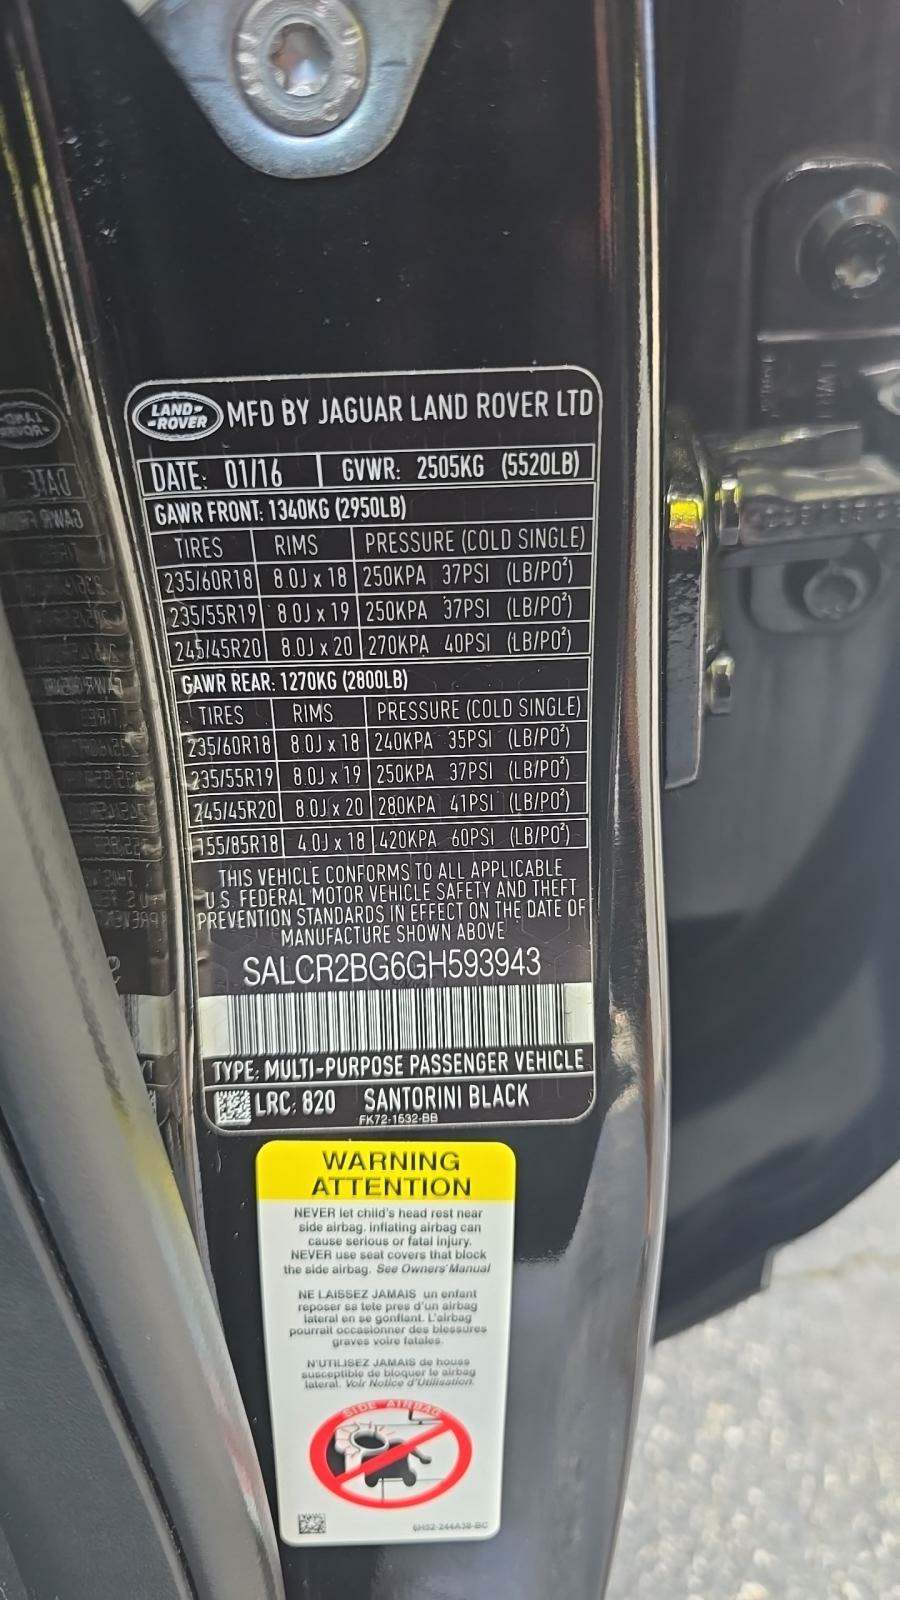 LAND-
-ROVER
MFD BY JAGUAR LAND ROVER LTD
DATE: 01/16 GVWR: 2505KG (5520LB)
GAWR FRONT: 1340KG (2950LB)
TIRES RIMS PRESSURE (COLD SINGLE)
235/60R18 8.0J x 18 250KPA 37PSI (LB/PO²)
235/55R19 8.0J x 19 250KPA 37PSI (LB/PO²)
245/45R20 8.0J x 20 270KPA 40PSI (LB/PO²)
GAWR REAR: 1270KG (2800LB)
TIRES RIMS PRESSURE (COLD SINGLE)
235/60R18 8.0J x 18 240KPA 35PSI (LB/PO²)
235/55R19 8.0J x 19 250KPA 37PSI (LB/PO²)
245/45R20 8.0J x 20 280KPA 41PSI (LB/PO²)
155/85R18 4.0J x 18 420KPA 60PSI (LB/PO²)
THIS VEHICLE CONFORMS TO ALL APPLICABLE
U.S. FEDERAL MOTOR VEHICLE SAFETY AND THEFT
PREVENTION STANDARDS IN EFFECT ON THE DATE OF
MANUFACTURE SHOWN ABOVE
SALCR2BG6GH593943
TYPE: MULTI-PURPOSE PASSENGER VEHICLE
LRC: 820 SANTORINI BLACK
FK72-1532-BB
WARNING
ATTENTION
NEVER let child's head rest near
side airbag, inflating airbag can
cause serious or fatal injury.
NEVER use seat covers that block
the side airbag. See Owners' Manual
NE LAISSEZ JAMAIS un enfant
reposer sa tete pres d'un airbag
lateral en se gonflant. L'airbag
pourrait occasionner des blessures
graves voire fatales.
N'UTILISEZ JAMAIS de houss
susceptible de bloquer le airbag
lateral. Voir Notice d'Utilisation.
SIDE AIRBAG